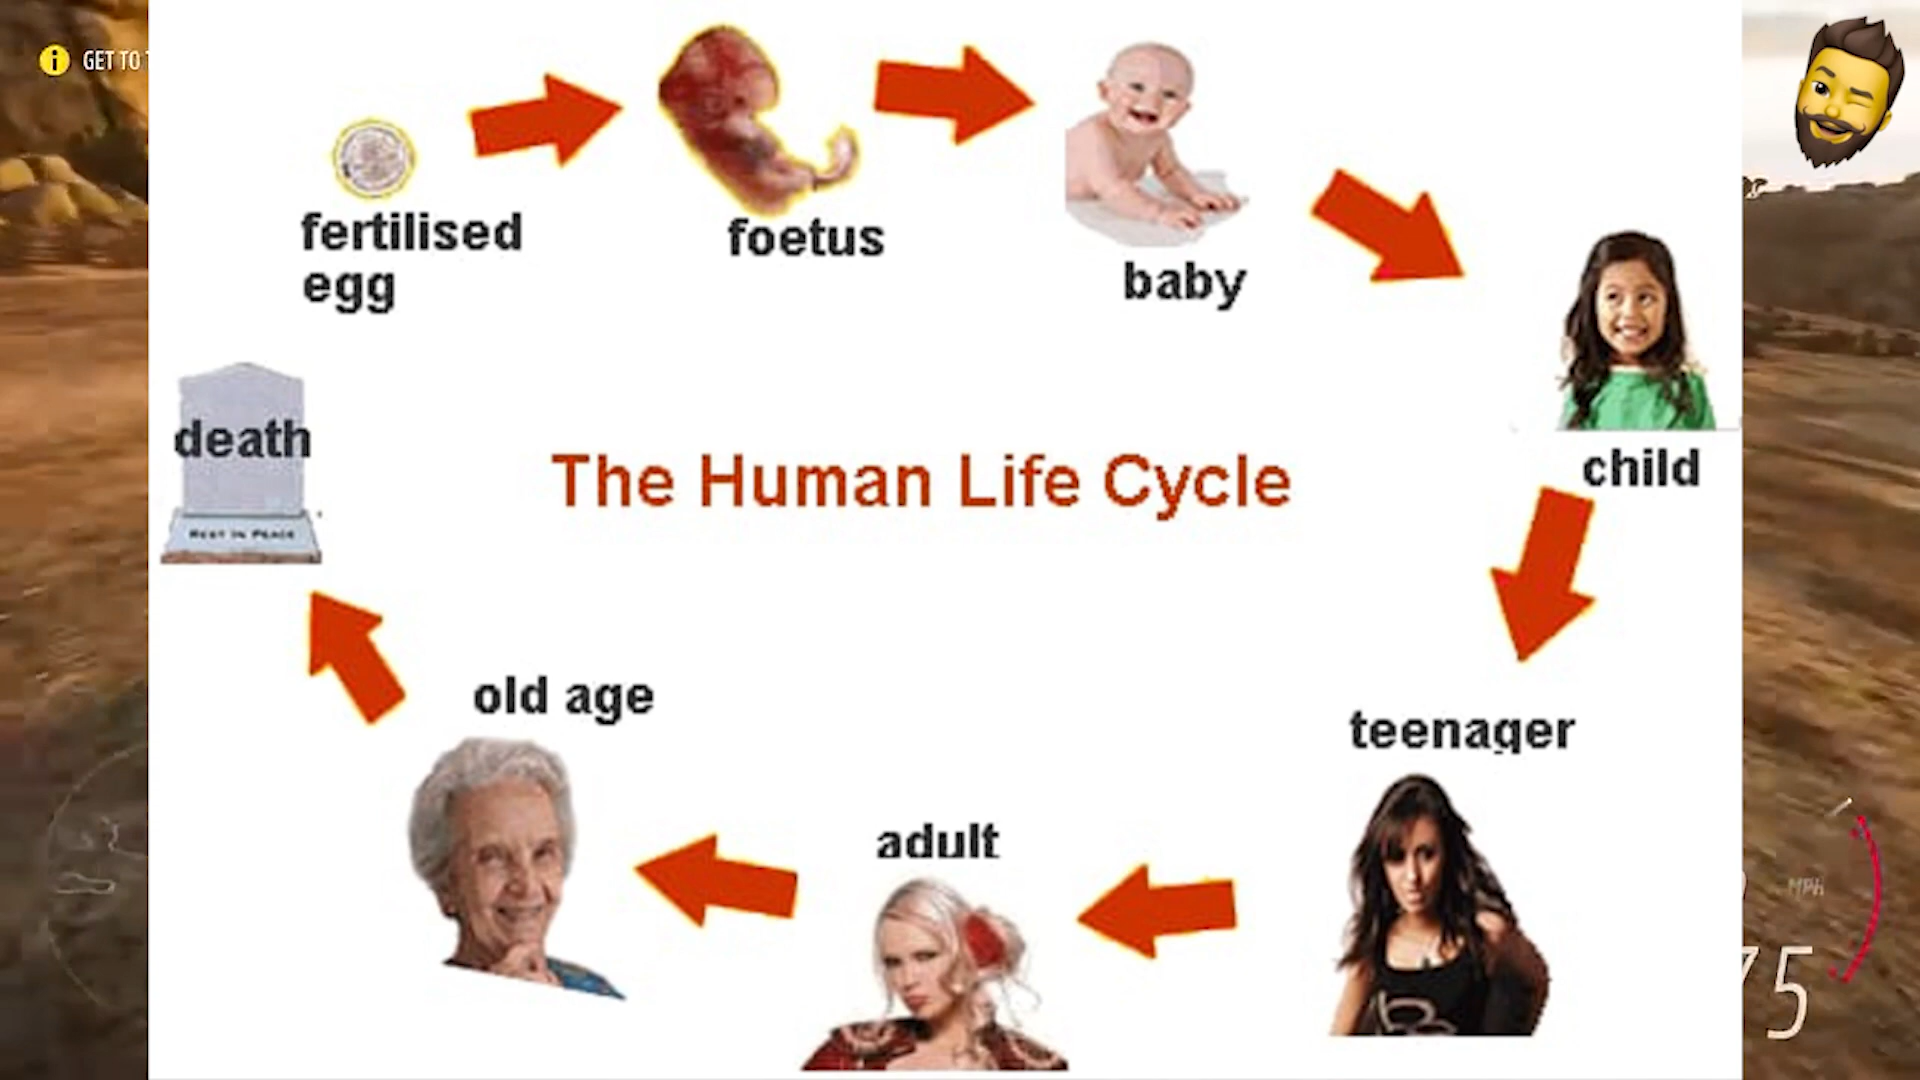 GET TO
fertilised
egg
foetus
baby
child
death
REST IN PEACE
The Human Life Cycle
old age
teenager
adult
MPH
75